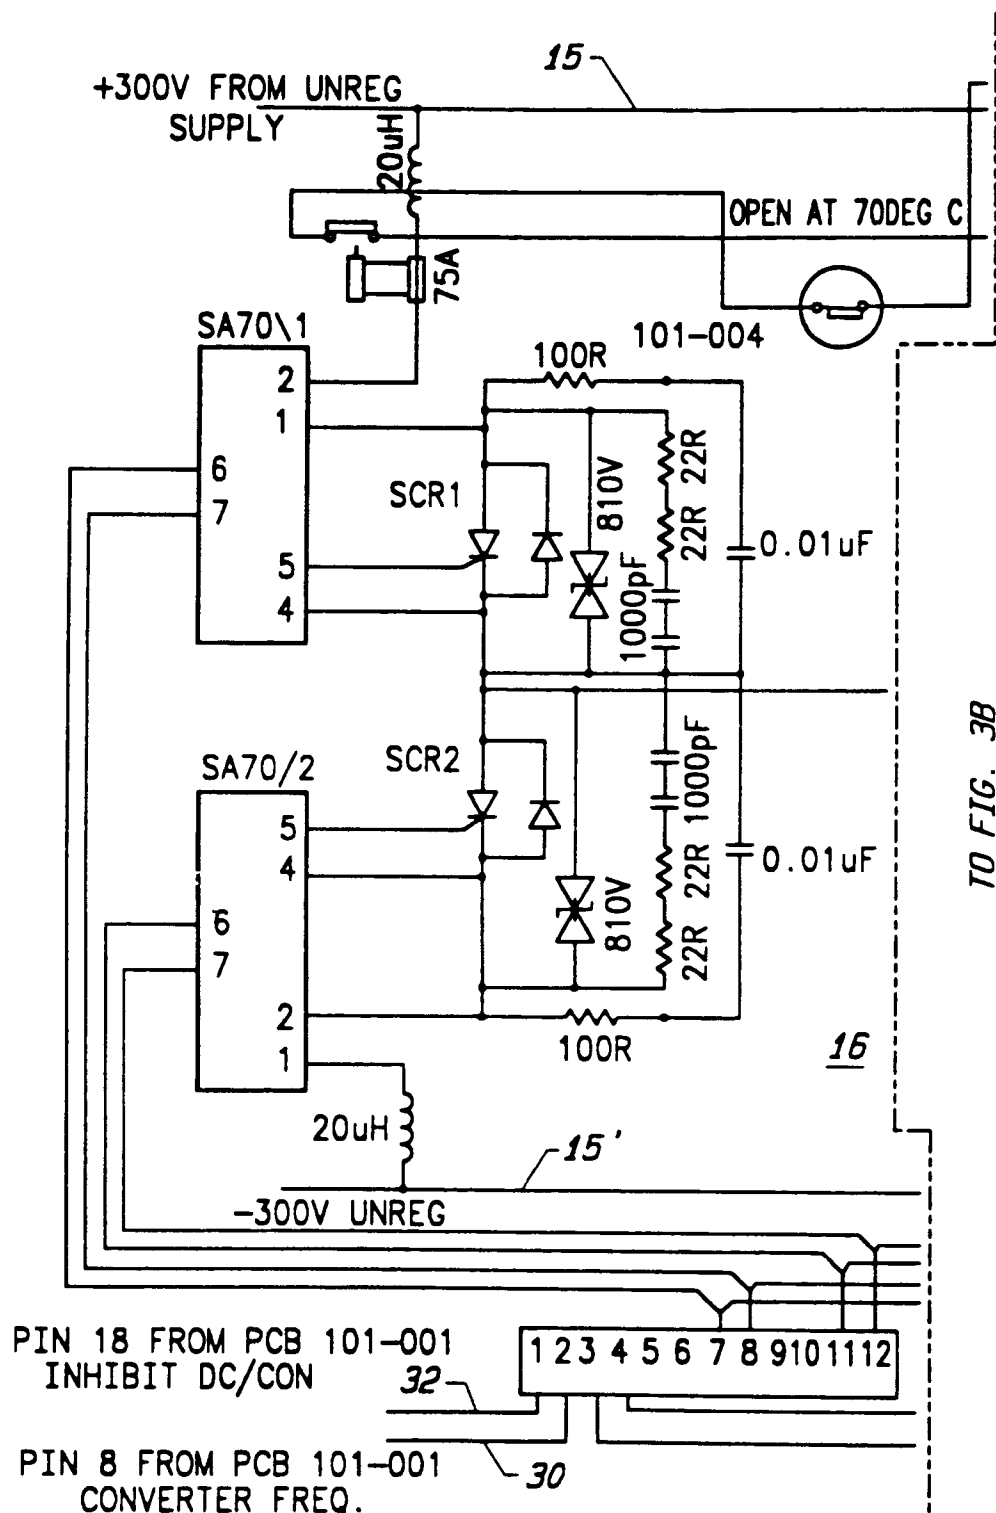 15
+300V FROM UNREG
SUPPLY
20uH
OPEN AT 70DEG C
75A
SA70\1
101-004
100R
2
1
6
7
5
4
SCR1
810V
22R 22R
1000pF
0.01uF
TO FIG. 3B
SA70/2
SCR2
5
4
6
7
2
1
810V
1000pF
22R 22R
0.01uF
100R
16
20uH
15'
-300V UNREG
PIN 18 FROM PCB 101-001
INHIBIT DC/CON
1 2 3 4 5 6 7 8 9 10 11 12
32
PIN 8 FROM PCB 101-001
CONVERTER FREQ.
30